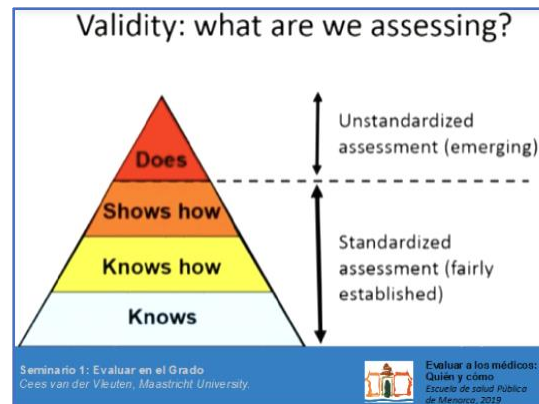 Validity: what are we assessing?
Unstandardized
assessment (emerging)
Does
Shows how
Knows how
Standardized
assessment (fairly
established)
Knows
Seminario 1: Evaluar en el Grado
Cees van der Vleuten, Maastricht University.
Evaluar a los médicos:
Quién y cómo
Escuela de salud Pública
de Menorca, 2019